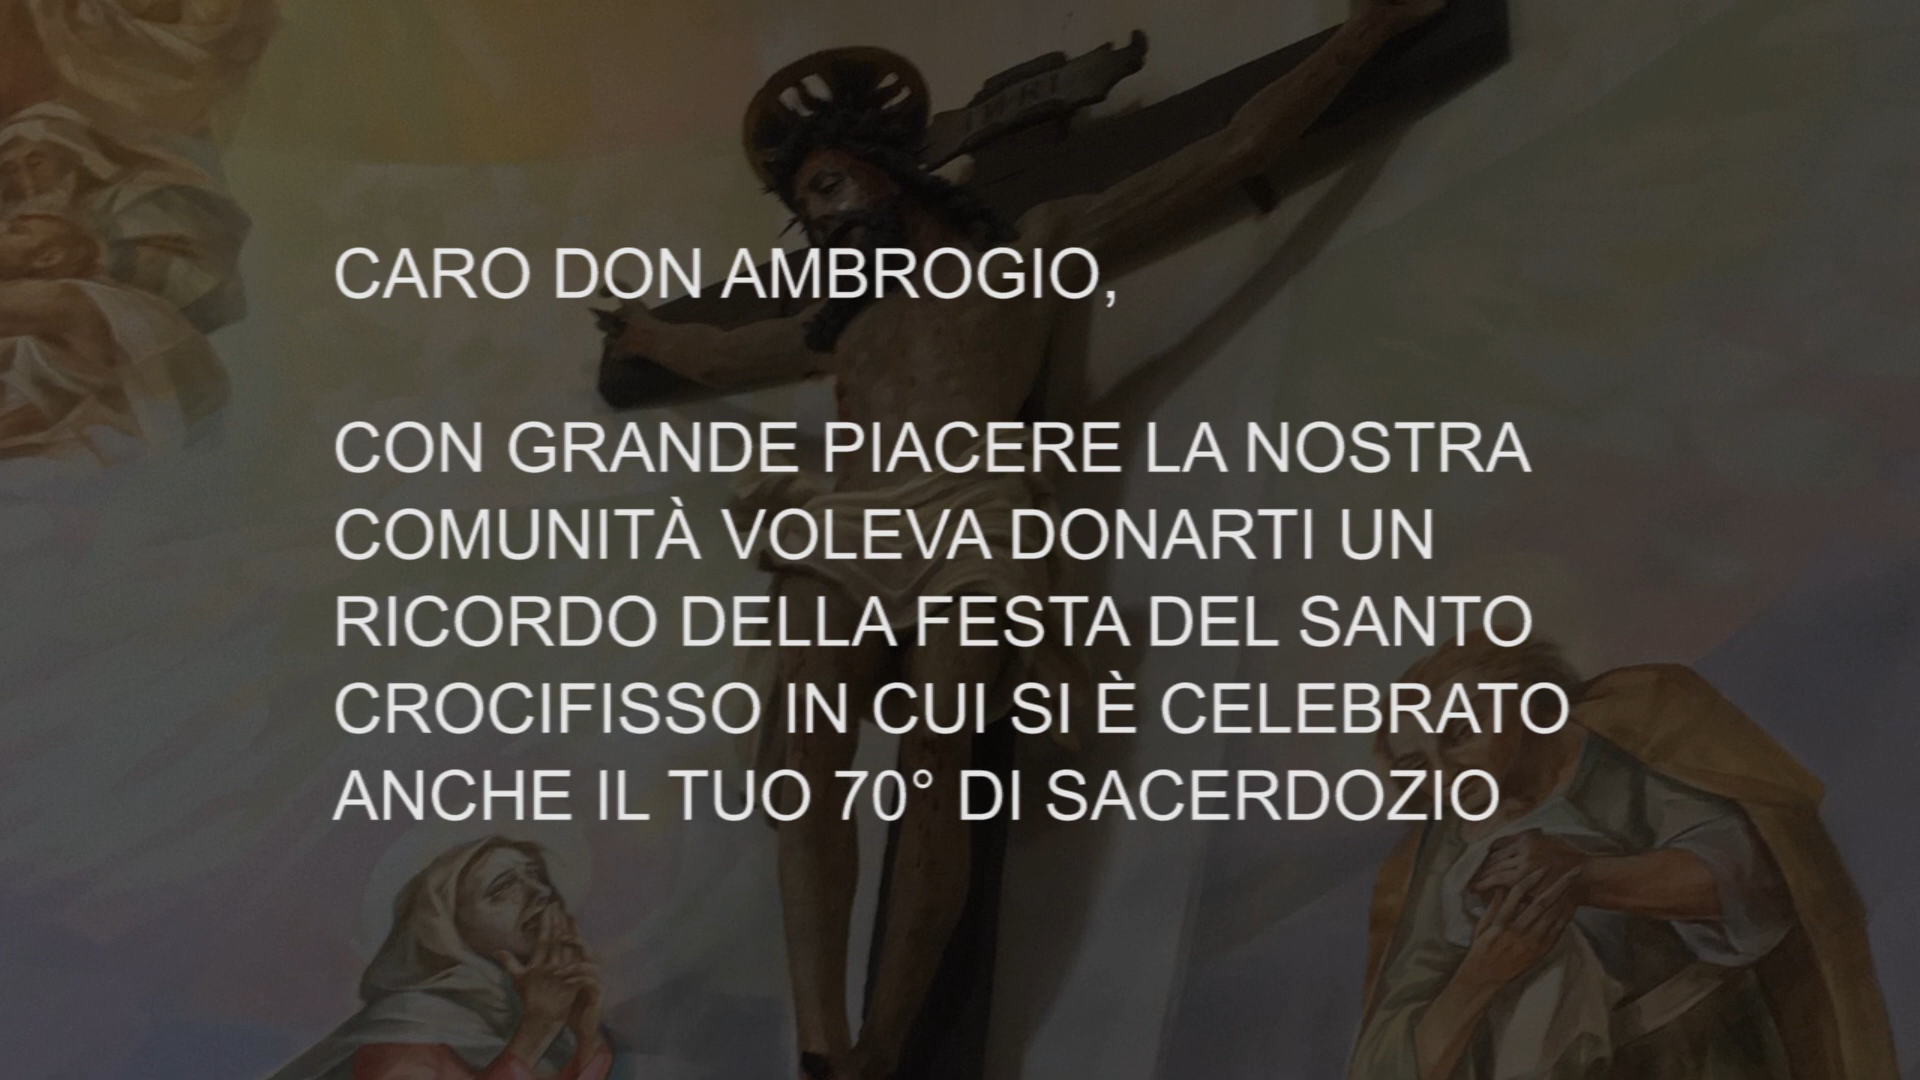 CARO DON AMBROGIO,
CON GRANDE PIACERE LA NOSTRA
COMUNITÀ VOLEVA DONARTI UN
RICORDO DELLA FESTA DEL SANTO
CROCIFISSO IN CUI SI È CELEBRATO
ANCHE IL TUO 70° DI SACERDOZIO